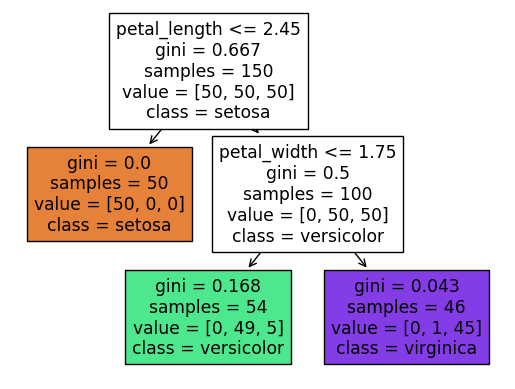 petal_length <= 2.45
gini = 0.667
samples = 150
value = [50, 50, 50]
class = setosa
gini = 0.0
samples = 50
value = [50, 0, 0]
class = setosa
petal_width <= 1.75
gini = 0.5
samples = 100
value = [0, 50, 50]
class = versicolor
gini = 0.168
samples = 54
value = [0, 49, 5]
class = versicolor
gini = 0.043
samples = 46
value = [0, 1, 45]
class = virginica